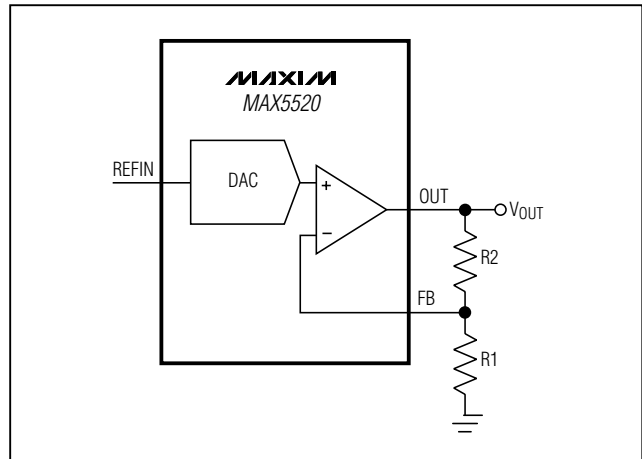 MAXIM
MAX5520
REFIN
DAC
+
−
OUT
VOUT
R2
FB
R1